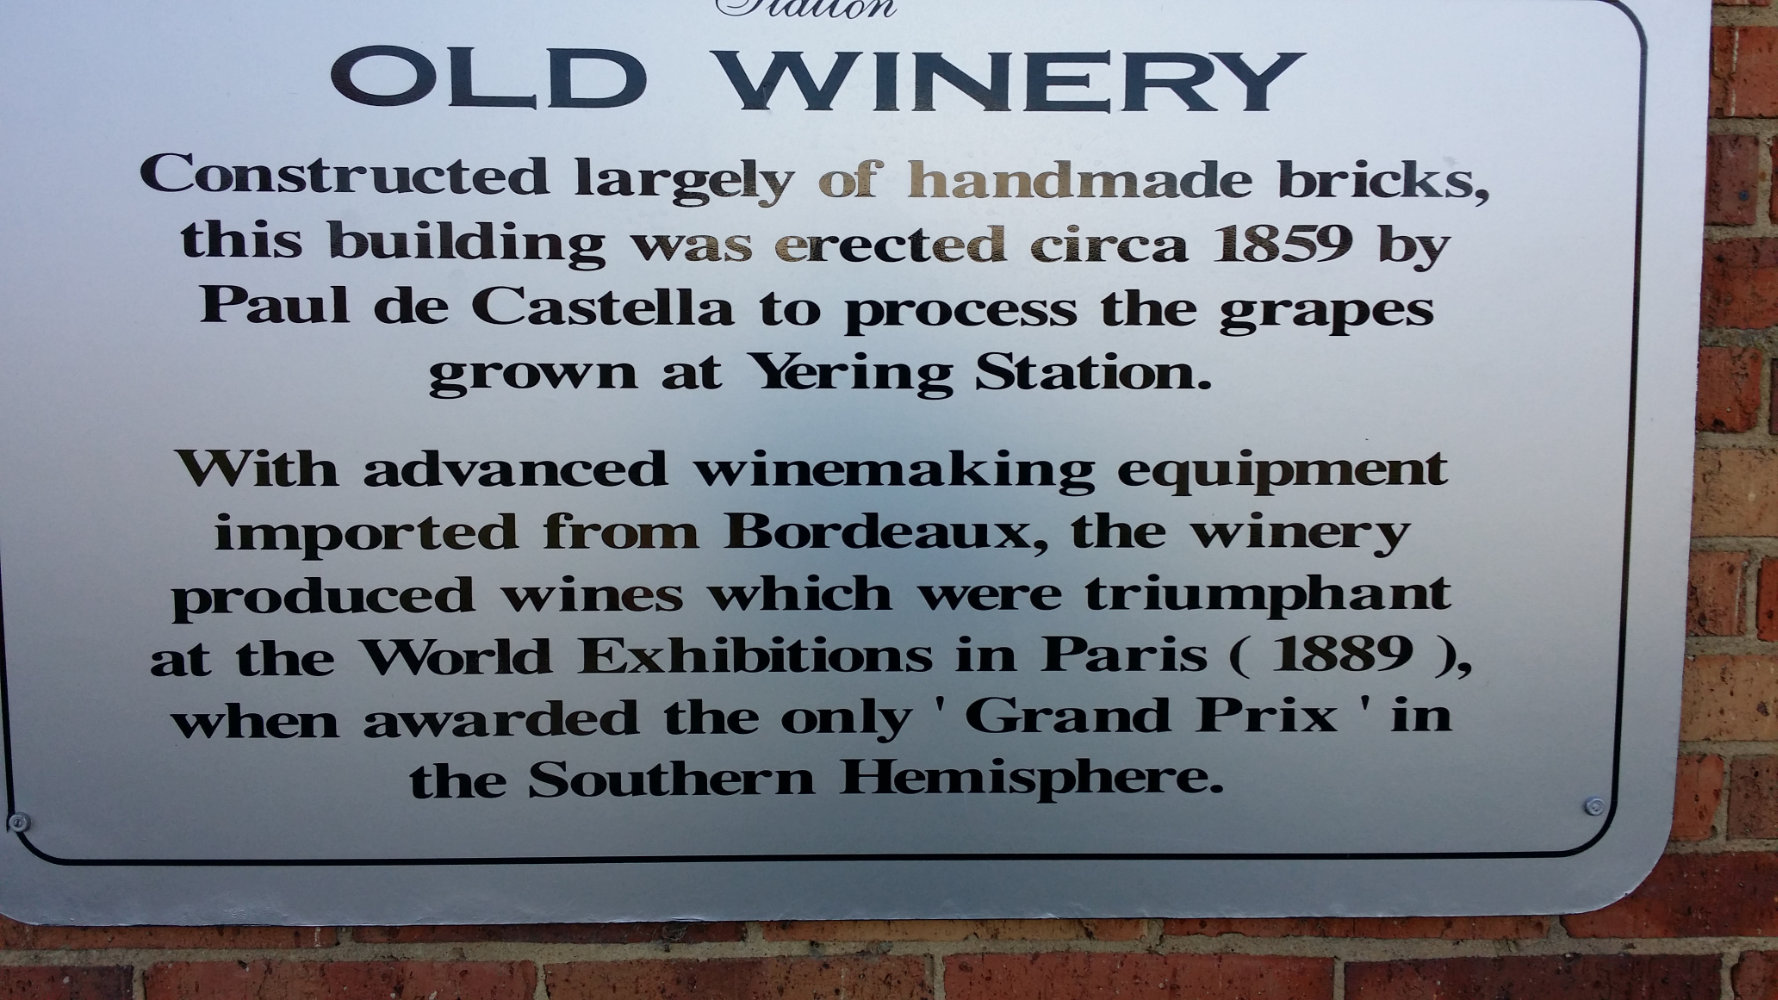 Station
OLD WINERY
Constructed largely of handmade bricks,
this building was erected circa 1859 by
Paul de Castella to process the grapes
grown at Yering Station.
With advanced winemaking equipment
imported from Bordeaux, the winery
produced wines which were triumphant
at the World Exhibitions in Paris ( 1889 ),
when awarded the only ' Grand Prix ' in
the Southern Hemisphere.